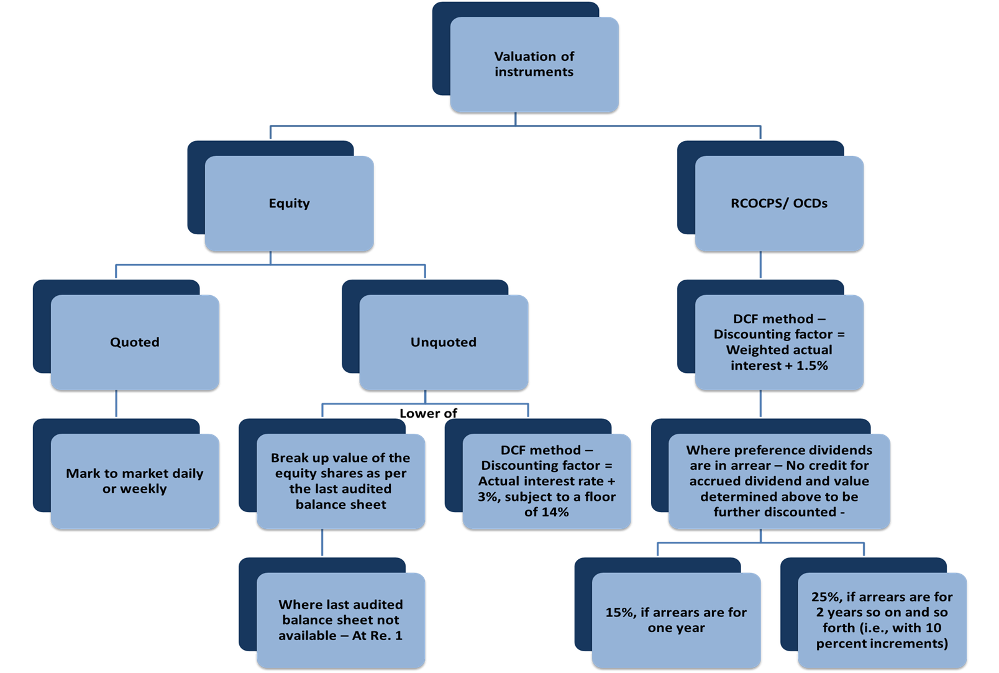 Valuation of
instruments
Equity
RCOCPS/ OCDs
Quoted
Unquoted
DCF method –
Discounting factor =
Weighted actual
interest + 1.5%
Lower of
Mark to market daily
or weekly
Break up value of the
equity shares as per
the last audited
balance sheet
DCF method –
Discounting factor =
Actual interest rate +
3%, subject to a floor
of 14%
Where preference dividends
are in arrear – No credit for
accrued dividend and value
determined above to be
further discounted -
Where last audited
balance sheet not
available – At Re. 1
15%, if arrears are for
one year
25%, if arrears are for
2 years so on and so
forth (i.e., with 10
percent increments)